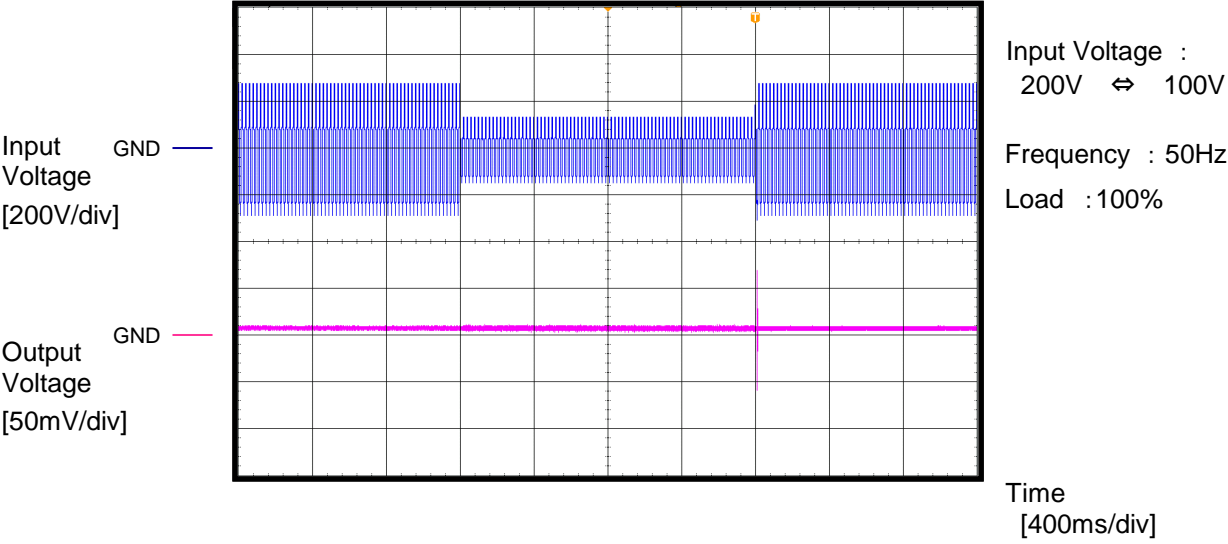 Input
Voltage
[200V/div]
GND
Output
Voltage
[50mV/div]
GND
T
Input Voltage :
200V ⇔ 100V
Frequency : 50Hz
Load :100%
Time
[400ms/div]